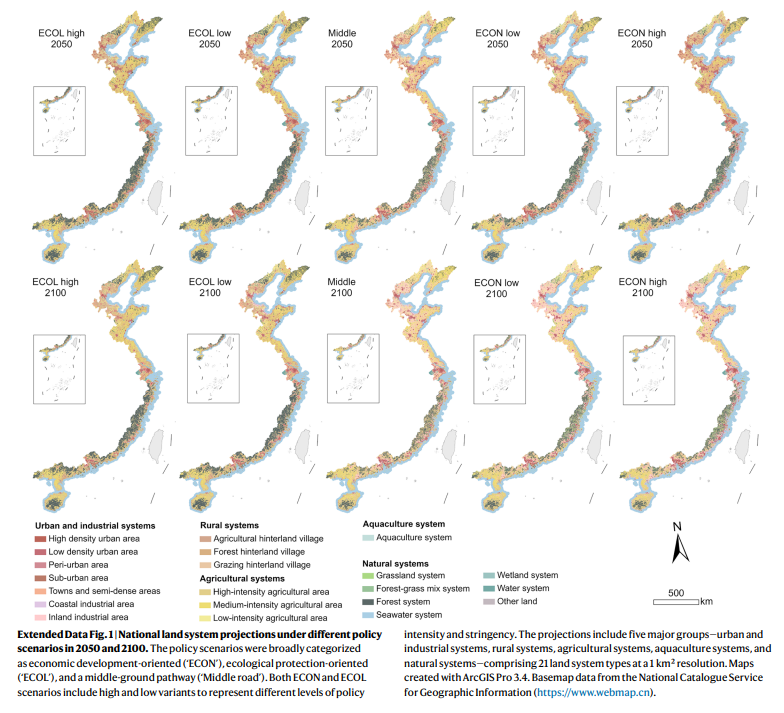 ECOL high
2050
ECOL low
2050
Middle
2050
ECON low
2050
ECON high
2050
ECOL high
2100
ECOL low
2100
Middle
2100
ECON low
2100
ECON high
2100
Urban and industrial systems
High density urban area
Low density urban area
Peri-urban area
Sub-urban area
Towns and semi-dense areas
Coastal industrial area
Inland industrial area
Rural systems
Agricultural hinterland village
Forest hinterland village
Grazing hinterland village
Agricultural systems
High-intensity agricultural area
Medium-intensity agricultural area
Low-intensity agricultural area
Aquaculture system
Aquaculture system
Natural systems
Grassland system
Forest-grass mix system
Forest system
Seawater system
Wetland system
Water system
Other land
N
500
km
Extended Data Fig. 1 | National land system projections under different policy
scenarios in 2050 and 2100. The policy scenarios were broadly categorized
as economic development-oriented (‘ECON’), ecological protection-oriented
(‘ECOL’), and a middle-ground pathway (‘Middle road’). Both ECON and ECOL
scenarios include high and low variants to represent different levels of policy
intensity and stringency. The projections include five major groups—urban and
industrial systems, rural systems, agricultural systems, aquaculture systems, and
natural systems—comprising 21 land system types at a 1 km² resolution. Maps
created with ArcGIS Pro 3.4. Basemap data from the National Catalogue Service
for Geographic Information (https://www.webmap.cn).